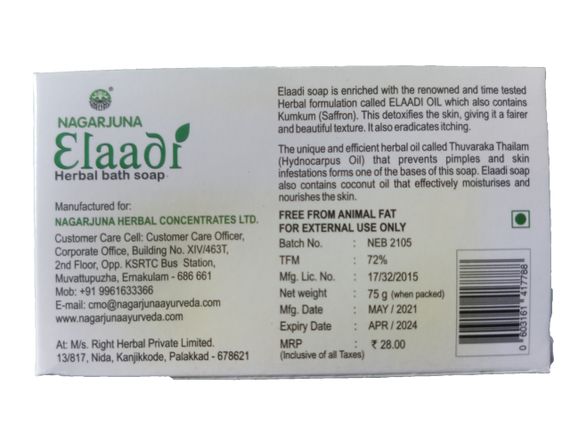 NAGARJUNA
Elaadi
Herbal bath soap
Manufactured for:
NAGARJUNA HERBAL CONCENTRATES LTD.
Customer Care Cell: Customer Care Officer,
Corporate Office, Building No. XIV/463T,
2nd Floor, Opp. KSRTC Bus Station,
Muvattupuzha, Ernakulam - 686 661
Mob: +91 9961633366
E-mail: cmo@nagarjunaayurveda.com
www.nagarjunaayurveda.com
At: M/s. Right Herbal Private Limited.
13/817, Nida, Kanjikkode, Palakkad - 678621
Elaadi soap is enriched with the renowned and time tested
Herbal formulation called ELAADI OIL which also contains
Kumkum (Saffron). This detoxifies the skin, giving it a fairer
and beautiful texture. It also eradicates itching.
The unique and efficient herbal oil called Thuvaraka Thailam
(Hydnocarpus Oil) that prevents pimples and skin
infestations forms one of the bases of this soap. Elaadi soap
also contains coconut oil that effectively moisturises and
nourishes the skin.
FREE FROM ANIMAL FAT
FOR EXTERNAL USE ONLY
Batch No. : NEB 2105
TFM : 72%
Mfg. Lic. No. : 17/32/2015
Net weight : 75 g (when packed)
Mfg. Date : MAY / 2021
Expiry Date : APR / 2024
MRP : ₹ 28.00
(Inclusive of all Taxes)
0 603161 417788